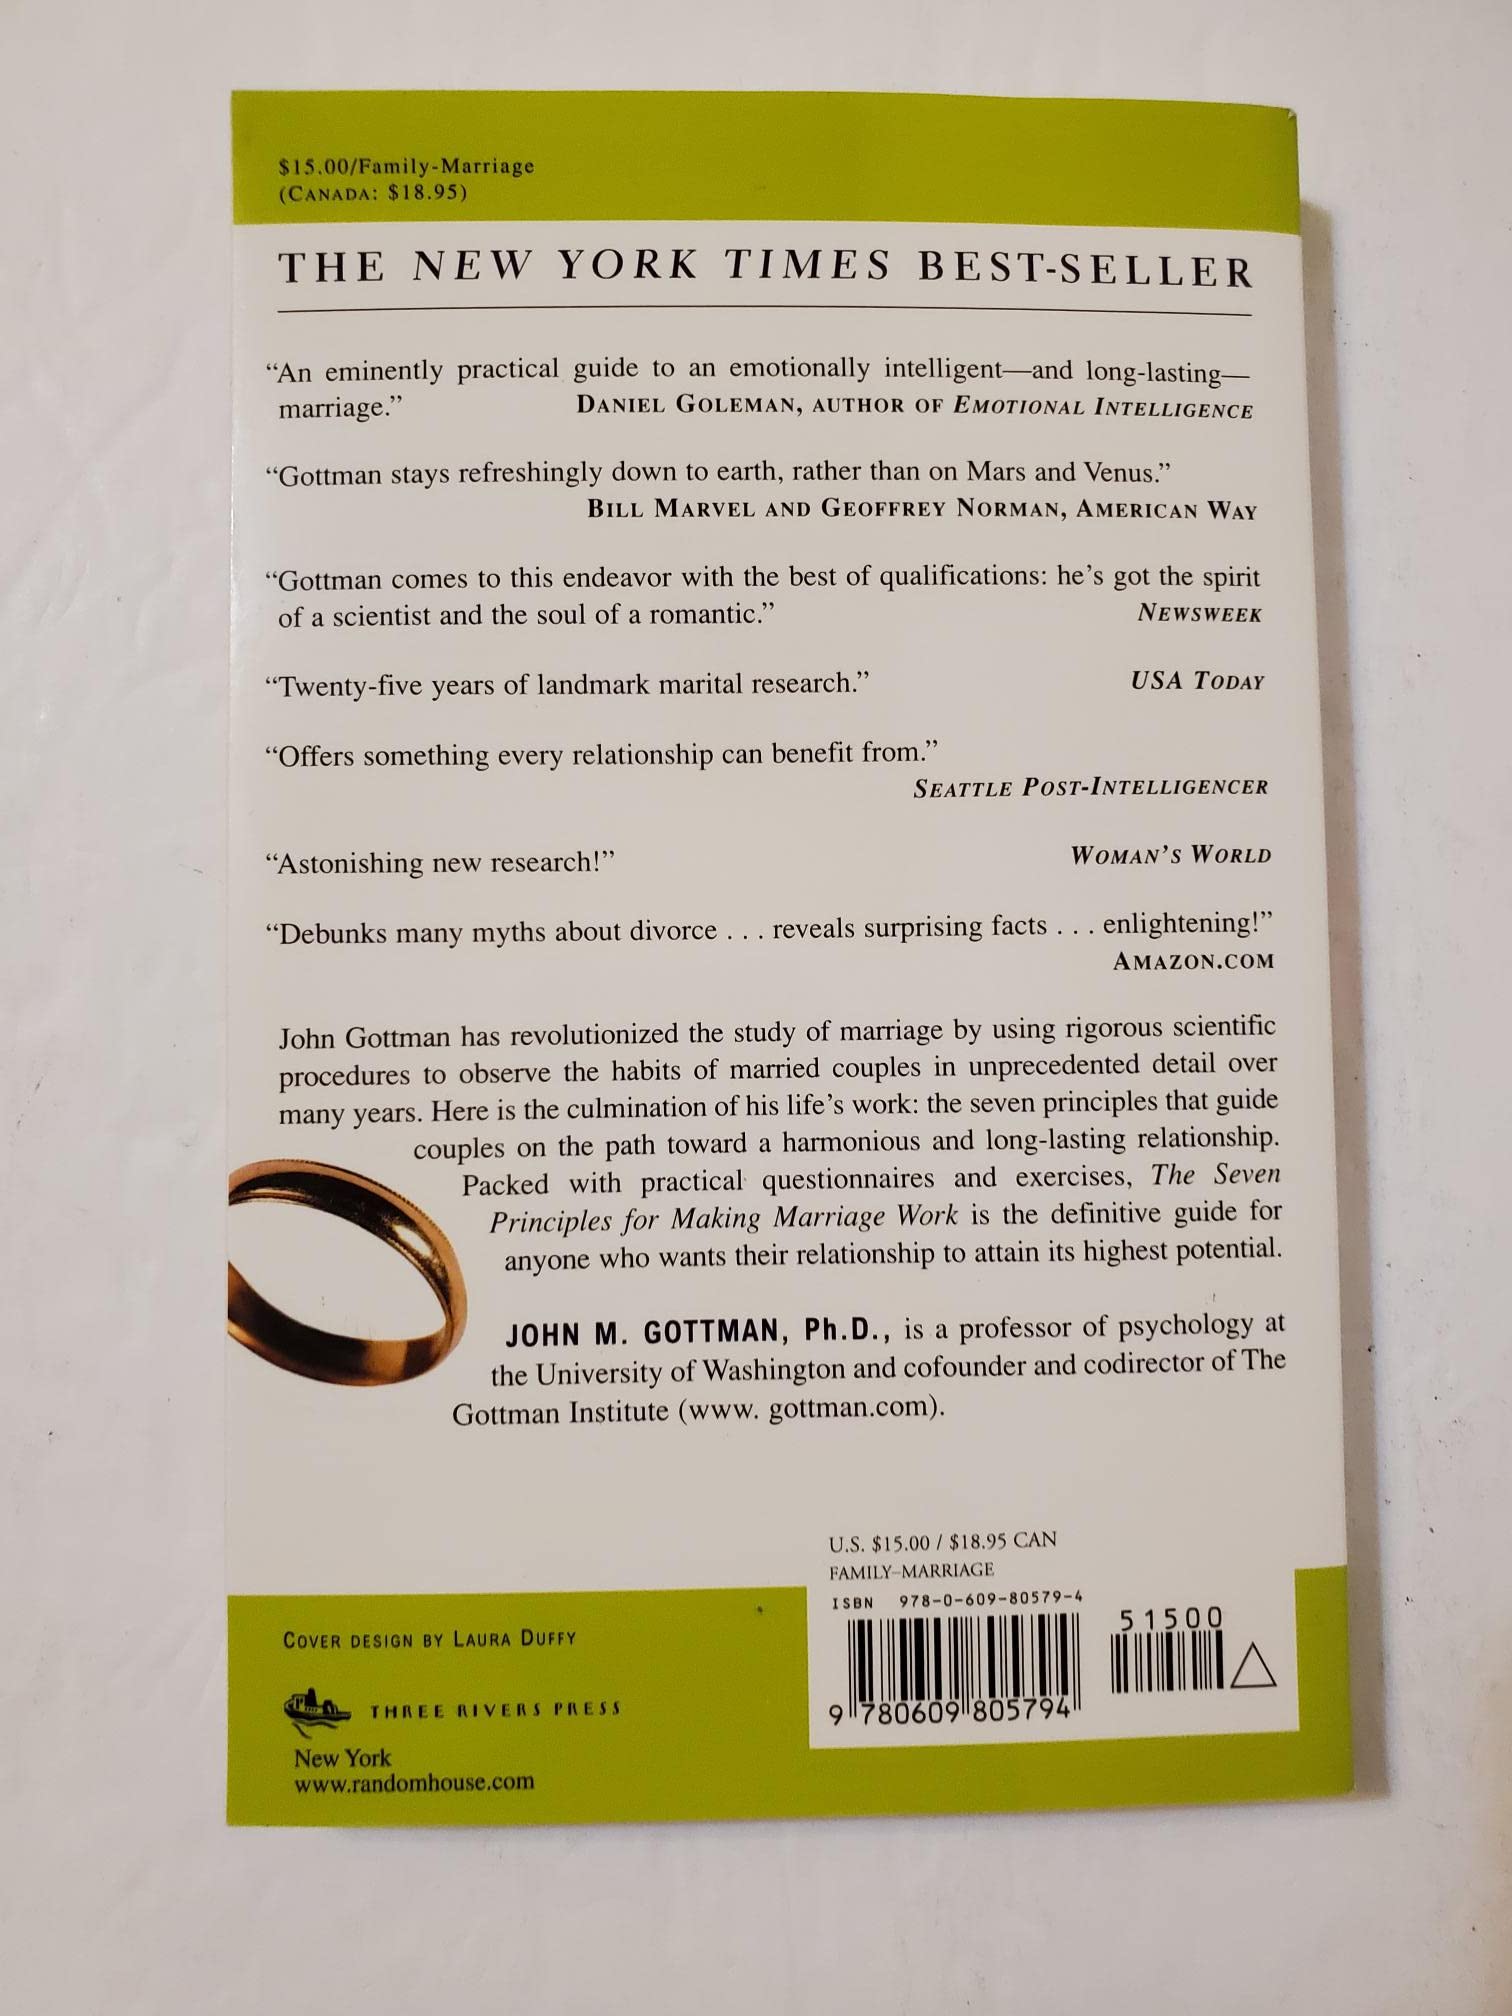 $15.00/Family-Marriage
(CANADA: $18.95)
THE NEW YORK TIMES BEST-SELLER
“An eminently practical guide to an emotionally intelligent—and long-lasting—
marriage.” DANIEL GOLEMAN, AUTHOR OF EMOTIONAL INTELLIGENCE
“Gottman stays refreshingly down to earth, rather than on Mars and Venus.”
BILL MARVEL AND GEOFFREY NORMAN, AMERICAN WAY
“Gottman comes to this endeavor with the best of qualifications: he’s got the spirit
of a scientist and the soul of a romantic.” NEWSWEEK
“Twenty-five years of landmark marital research.” USA TODAY
“Offers something every relationship can benefit from.”
SEATTLE POST-INTELLIGENCER
“Astonishing new research!” WOMAN’S WORLD
“Debunks many myths about divorce . . . reveals surprising facts . . . enlightening!”
AMAZON.COM
John Gottman has revolutionized the study of marriage by using rigorous scientific
procedures to observe the habits of married couples in unprecedented detail over
many years. Here is the culmination of his life’s work: the seven principles that guide
couples on the path toward a harmonious and long-lasting relationship.
Packed with practical questionnaires and exercises, The Seven
Principles for Making Marriage Work is the definitive guide for
anyone who wants their relationship to attain its highest potential.
JOHN M. GOTTMAN, Ph.D., is a professor of psychology at
the University of Washington and cofounder and codirector of The
Gottman Institute (www. gottman.com).
U.S. $15.00 / $18.95 CAN
FAMILY–MARRIAGE
ISBN 978-0-609-80579-4
51500
9 780609 805794
COVER DESIGN BY LAURA DUFFY
THREE RIVERS PRESS
New York
www.randomhouse.com